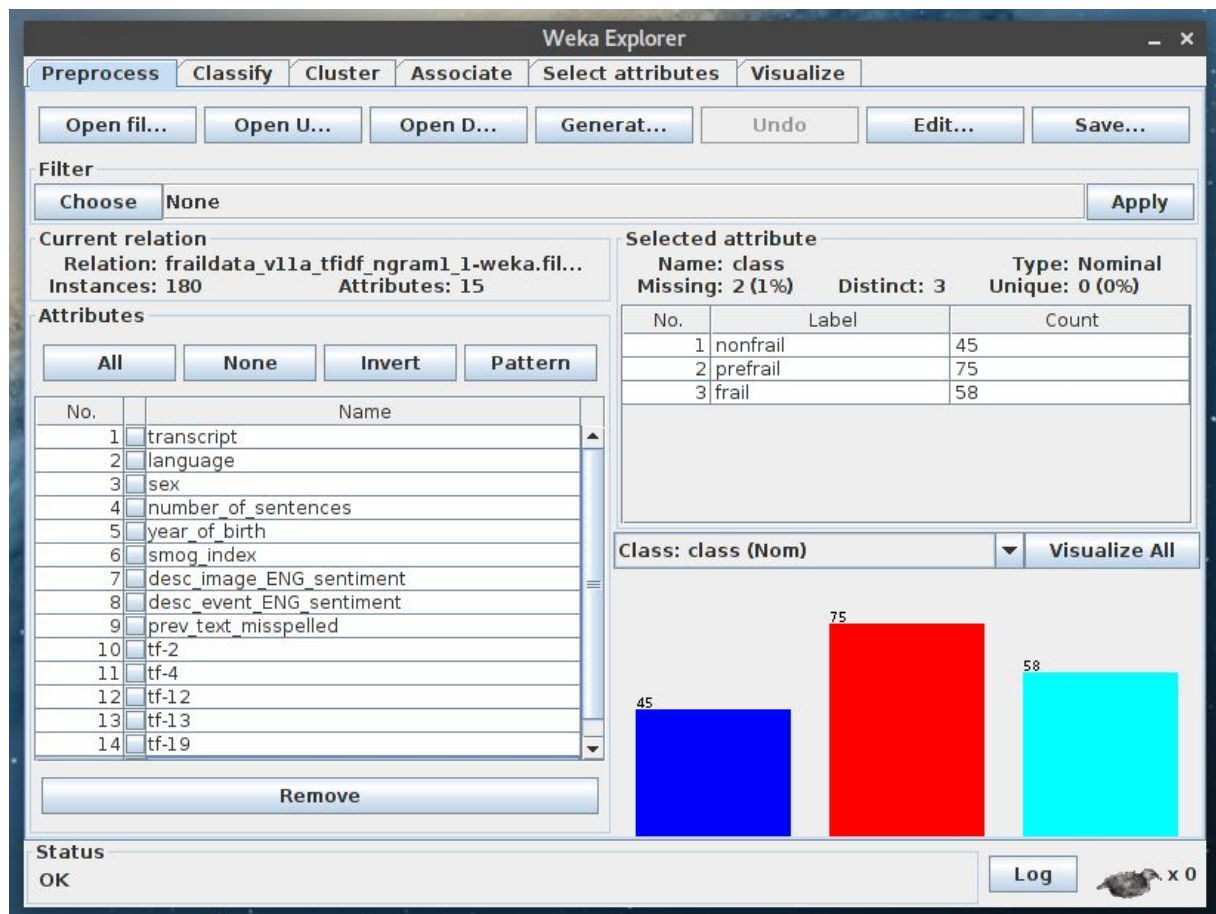 Weka Explorer
Preprocess Classify Cluster Associate Select attributes Visualize
Open fil... Open U... Open D... Generat... Undo Edit... Save...
Filter
Choose None Apply
Current relation
Relation: fraildata_v11a_tfidf_ngram1_1-weka.fil...
Instances: 180 Attributes: 15
Attributes
All None Invert Pattern
No. Name
1 transcript
2 language
3 sex
4 number_of_sentences
5 year_of_birth
6 smog_index
7 desc_image_ENG_sentiment
8 desc_event_ENG_sentiment
9 prev_text_misspelled
10 tf-2
11 tf-4
12 tf-12
13 tf-13
14 tf-19
Remove
Selected attribute
Name: class Type: Nominal
Missing: 2 (1%) Distinct: 3 Unique: 0 (0%)
No. Label Count
1 nonfrail 45
2 prefrail 75
3 frail 58
Class: class (Nom) Visualize All
75
58
45
Status
OK
Log x 0